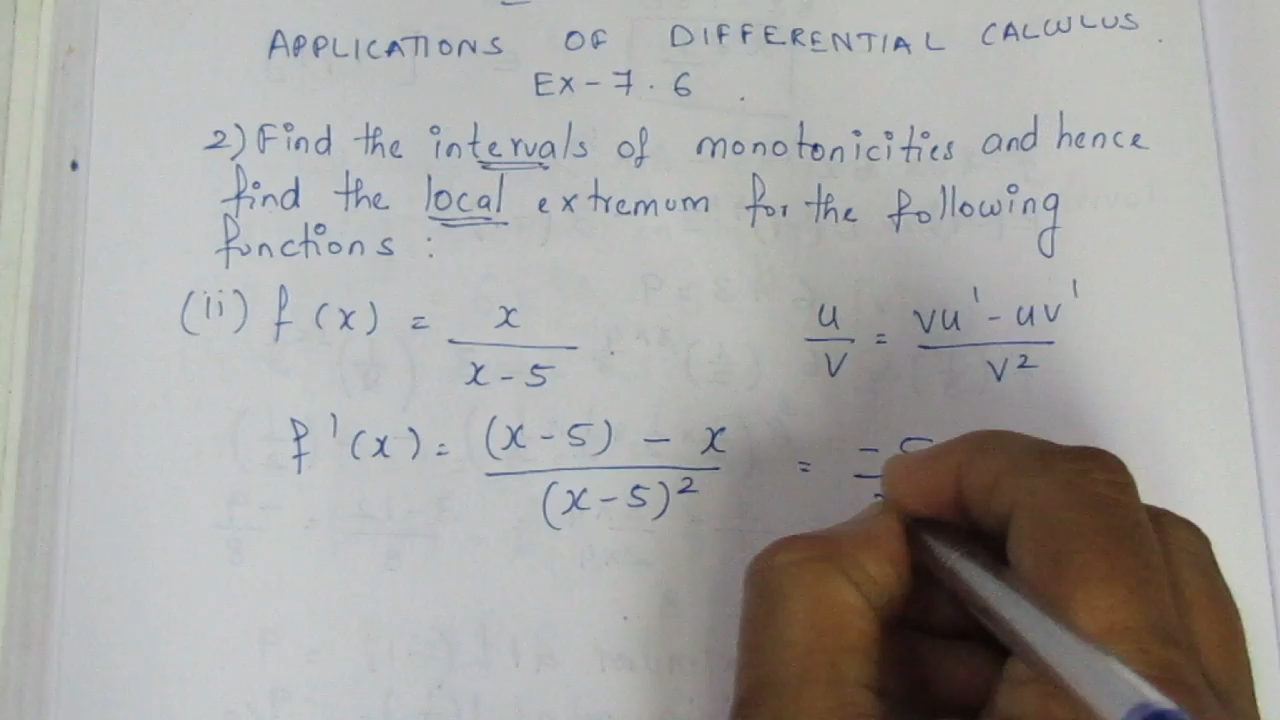 APPLICATIONS OF DIFFERENTIAL CALCULUS.
EX-7.6.
2) Find the intervals of monotonicities and hence
find the local extremum for the following
functions :
(ii) f(x) = x / (x-5)    u/v = (vu' - uv') / v²
f'(x) = ((x-5) - x) / (x-5)² = -5